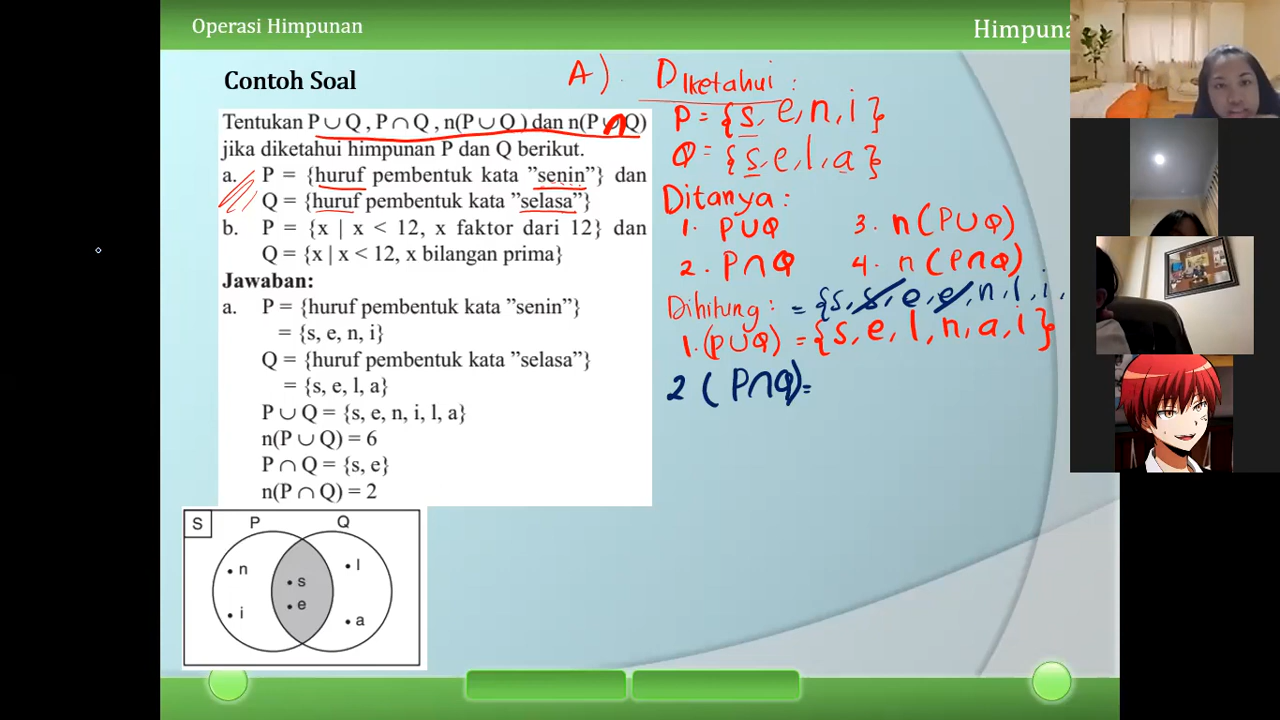 Operasi Himpunan
Himpuna
Contoh Soal
Tentukan P ∪ Q , P ∩ Q , n(P ∪ Q ) dan n(P ∩ Q)
jika diketahui himpunan P dan Q berikut.
a. P = {huruf pembentuk kata ”senin”} dan
Q = {huruf pembentuk kata ”selasa”}
b. P = {x | x < 12, x faktor dari 12} dan
Q = {x | x < 12, x bilangan prima}
Jawaban:
a. P = {huruf pembentuk kata ”senin”}
= {s, e, n, i}
Q = {huruf pembentuk kata ”selasa”}
= {s, e, l, a}
P ∪ Q = {s, e, n, i, l, a}
n(P ∪ Q) = 6
P ∩ Q = {s, e}
n(P ∩ Q) = 2
S P Q
n
s
l
e
i
a
A). Diketahui :
P = {s, e, n, i}
Q = {s, e, l, a}
Ditanya :
1. P∪Q 3. n(P∪Q)
2. P∩Q 4. n(P∩Q)
Dihitung : = {s, s, e, e, n, l, i,
1. (P∪Q) = {s, e, l, n, a, i}
2 (P∩Q)=